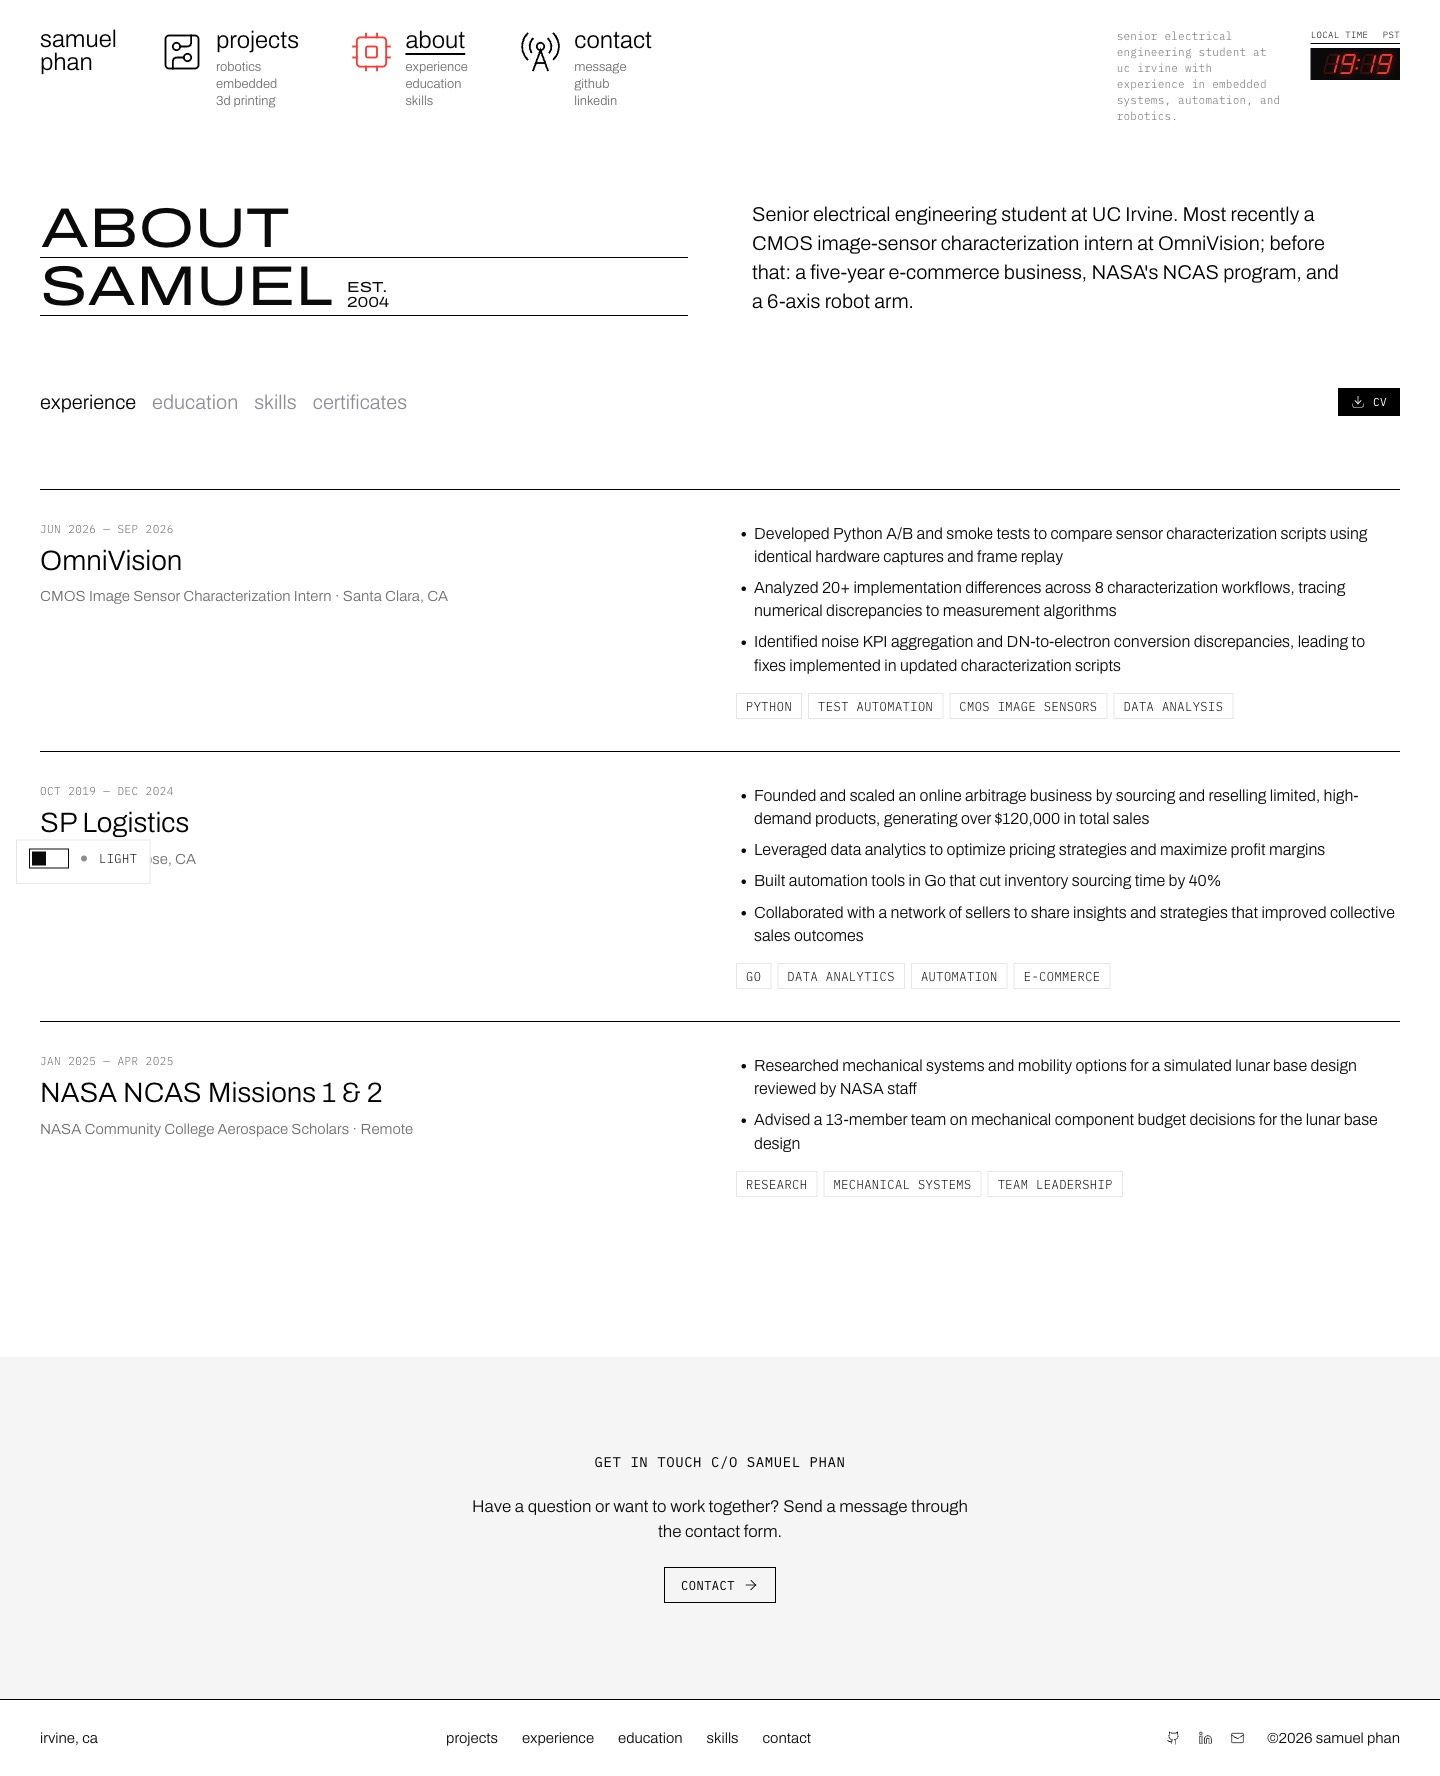 samuel
phan
projects
robotics
embedded
3d printing
about
experience
education
skills
contact
message
github
linkedin
senior electrical
engineering student at
uc irvine with
experience in embedded
systems, automation, and
robotics.
LOCAL TIME PST
19:19
ABOUT
SAMUEL EST.
2004
Senior electrical engineering student at UC Irvine. Most recently a
CMOS image-sensor characterization intern at OmniVision; before
that: a five-year e-commerce business, NASA's NCAS program, and
a 6-axis robot arm.
experience education skills certificates
CV
JUN 2026 — SEP 2026
OmniVision
CMOS Image Sensor Characterization Intern · Santa Clara, CA
• Developed Python A/B and smoke tests to compare sensor characterization scripts using
identical hardware captures and frame replay
• Analyzed 20+ implementation differences across 8 characterization workflows, tracing
numerical discrepancies to measurement algorithms
• Identified noise KPI aggregation and DN-to-electron conversion discrepancies, leading to
fixes implemented in updated characterization scripts
PYTHON TEST AUTOMATION CMOS IMAGE SENSORS DATA ANALYSIS
OCT 2019 — DEC 2024
SP Logistics
LIGHT
ose, CA
• Founded and scaled an online arbitrage business by sourcing and reselling limited, high-
demand products, generating over $120,000 in total sales
• Leveraged data analytics to optimize pricing strategies and maximize profit margins
• Built automation tools in Go that cut inventory sourcing time by 40%
• Collaborated with a network of sellers to share insights and strategies that improved collective
sales outcomes
GO DATA ANALYTICS AUTOMATION E-COMMERCE
JAN 2025 — APR 2025
NASA NCAS Missions 1 & 2
NASA Community College Aerospace Scholars · Remote
• Researched mechanical systems and mobility options for a simulated lunar base design
reviewed by NASA staff
• Advised a 13-member team on mechanical component budget decisions for the lunar base
design
RESEARCH MECHANICAL SYSTEMS TEAM LEADERSHIP
GET IN TOUCH C/O SAMUEL PHAN
Have a question or want to work together? Send a message through
the contact form.
CONTACT →
irvine, ca
projects experience education skills contact
©2026 samuel phan